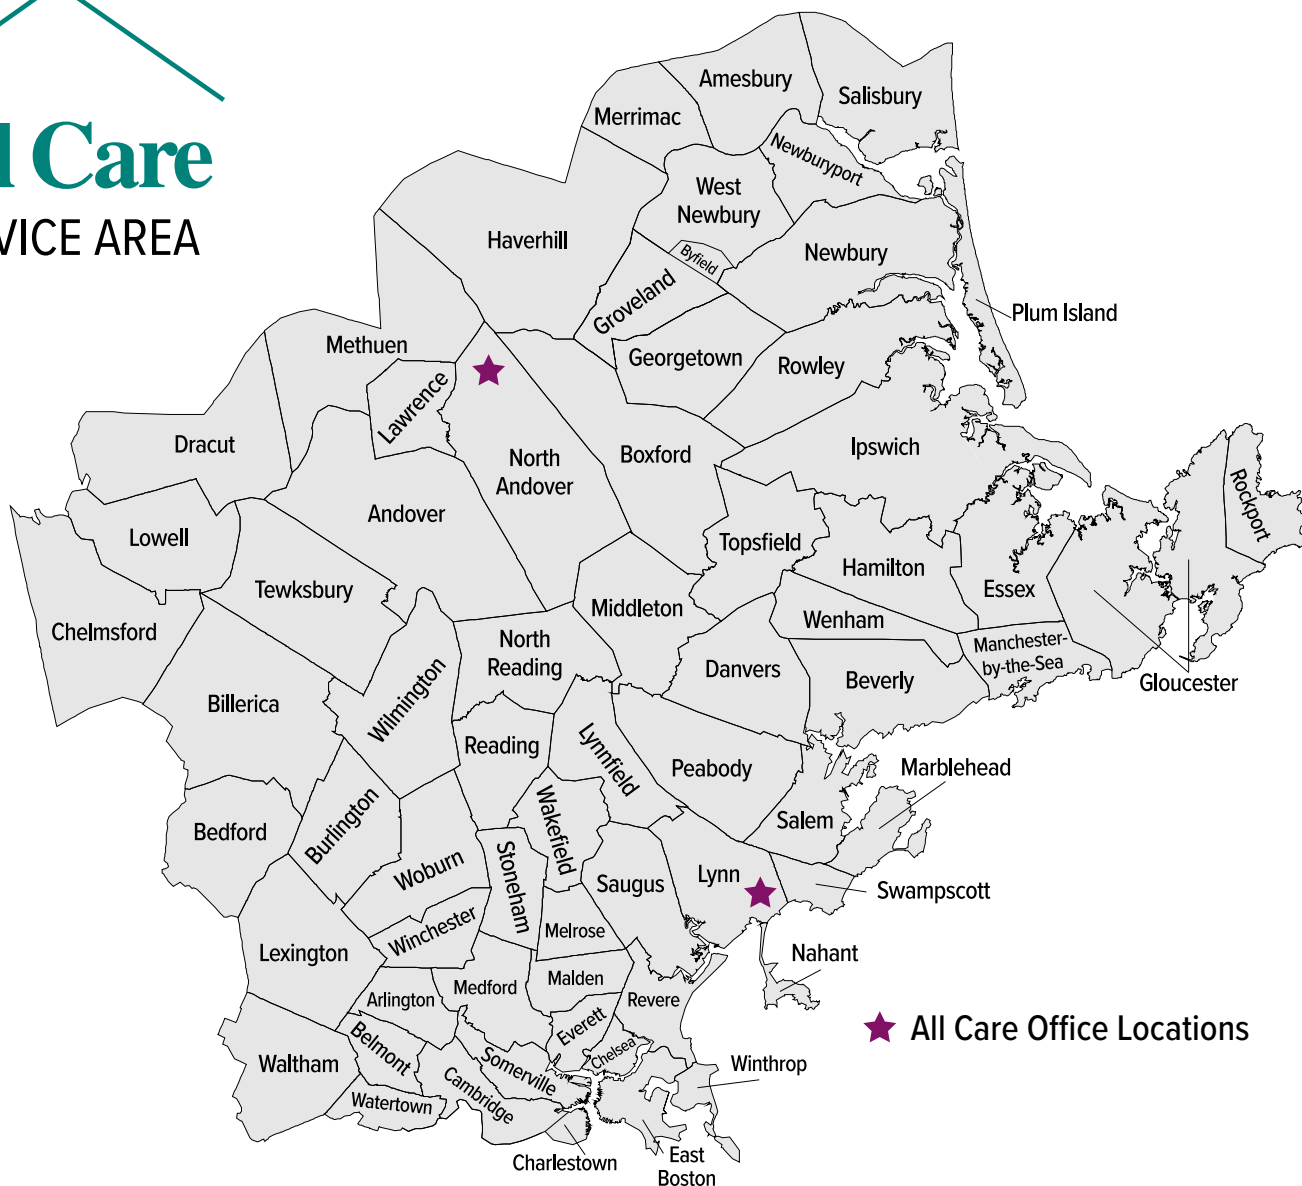 l Care
VICE AREA
Amesbury
Salisbury
Merrimac
Newburyport
West
Newbury
Haverhill
Byfield
Newbury
Groveland
Plum Island
Methuen
Georgetown
Rowley
Lawrence
Dracut
Ipswich
Boxford
North
Andover
Rockport
Andover
Lowell
Topsfield
Hamilton
Tewksbury
Essex
Middleton
Wenham
Chelmsford
North
Reading
Manchester-
by-the-Sea
Danvers
Beverly
Gloucester
Billerica
Wilmington
Reading
Lynnfield
Peabody
Marblehead
Bedford
Burlington
Wakefield
Salem
Woburn
Stoneham
Saugus
Lynn
Swampscott
Winchester
Melrose
Lexington
Nahant
Malden
Medford
Arlington
Revere
All Care Office Locations
Everett
Belmont
Chelsea
Waltham
Somerville
Winthrop
Cambridge
Watertown
Charlestown
East
Boston